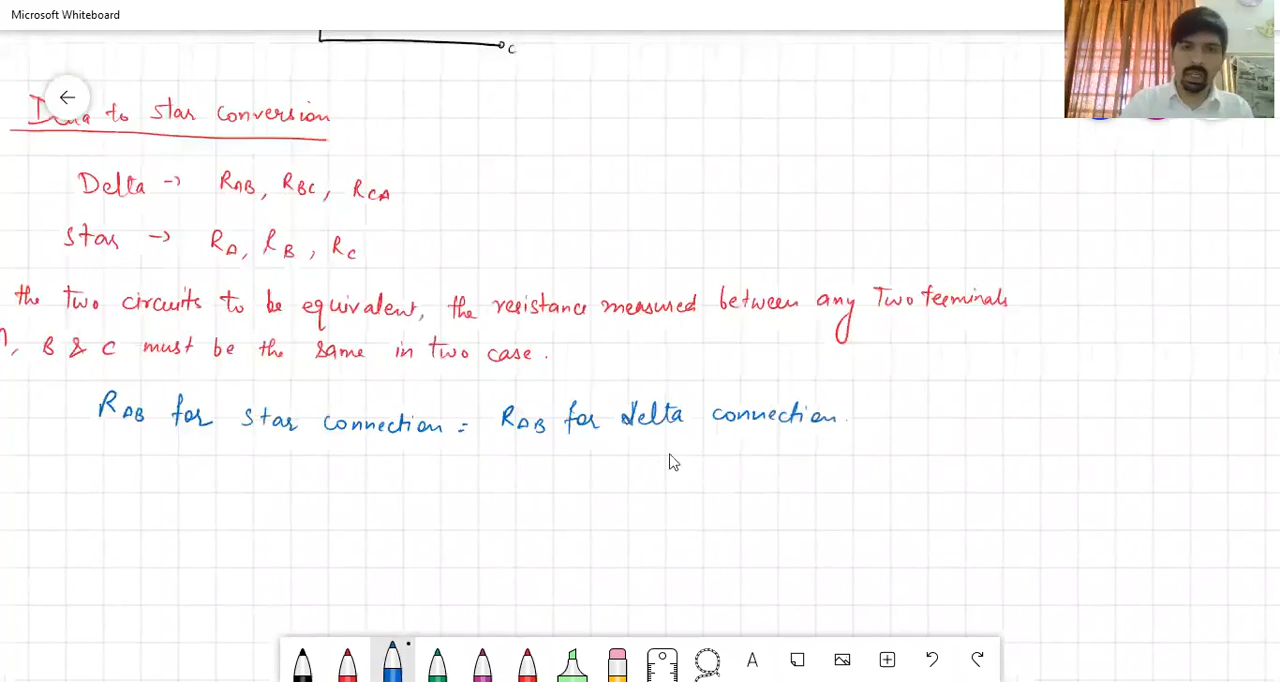 Microsoft Whiteboard
C
to star conversion
Delta → RAB, RBC, RCA
star → RA, RB, RC
the two circuits to be equivalent, the resistance measured between any Two terminals
B & C must be the same in two case.
RAB for star connection = RAB for delta connection.
A